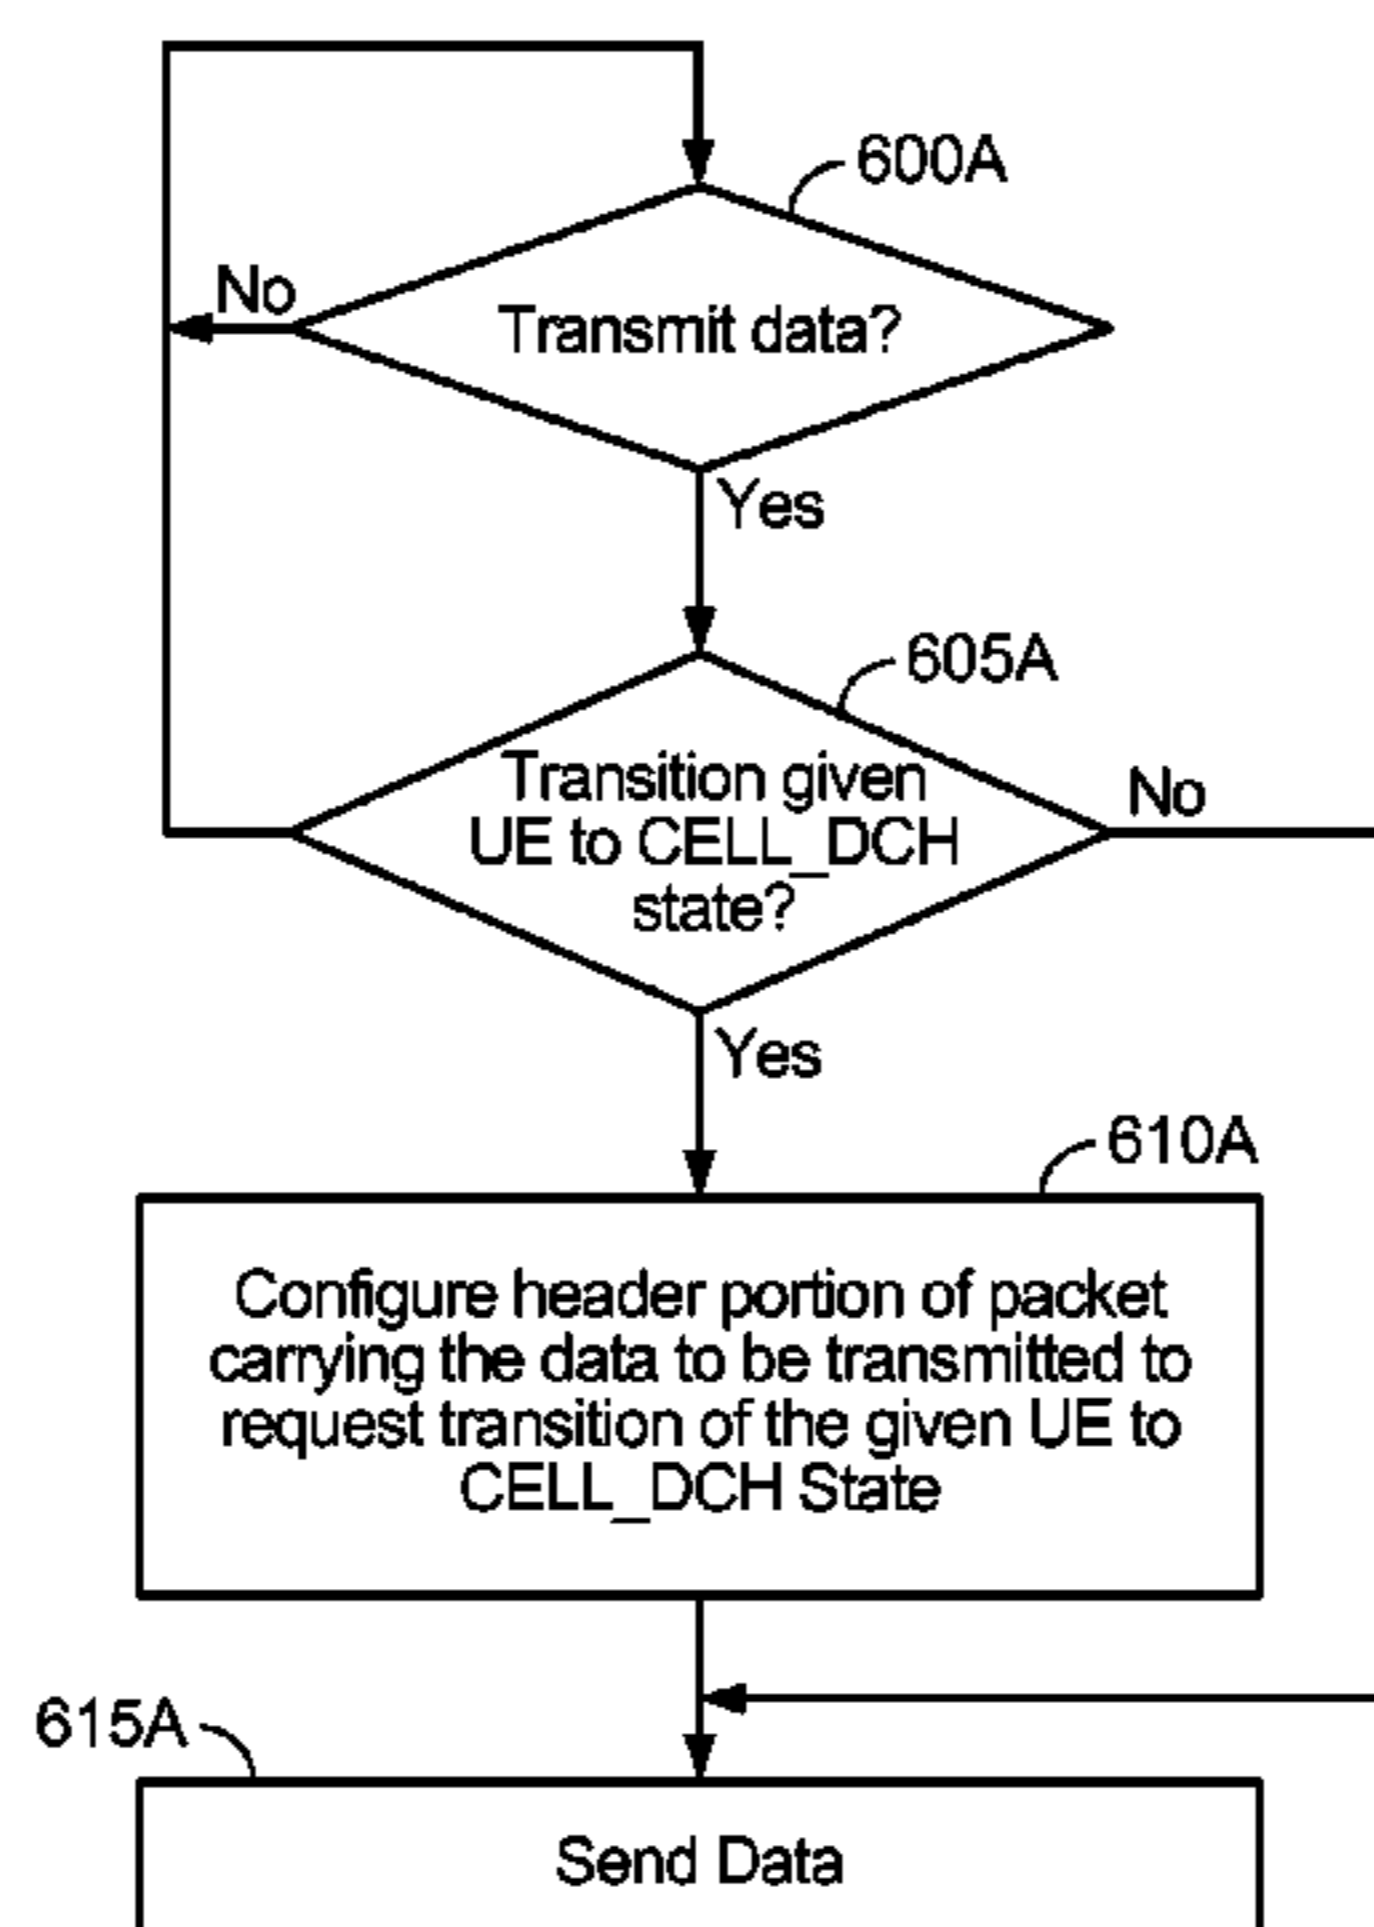 600A
No
Transmit data?
Yes
605A
Transition given
UE to CELL_DCH
state?
No
Yes
610A
Configure header portion of packet
carrying the data to be transmitted to
request transition of the given UE to
CELL_DCH State
615A
Send Data